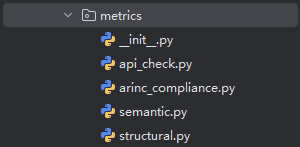 metrics
__init__.py
api_check.py
arinc_compliance.py
semantic.py
structural.py